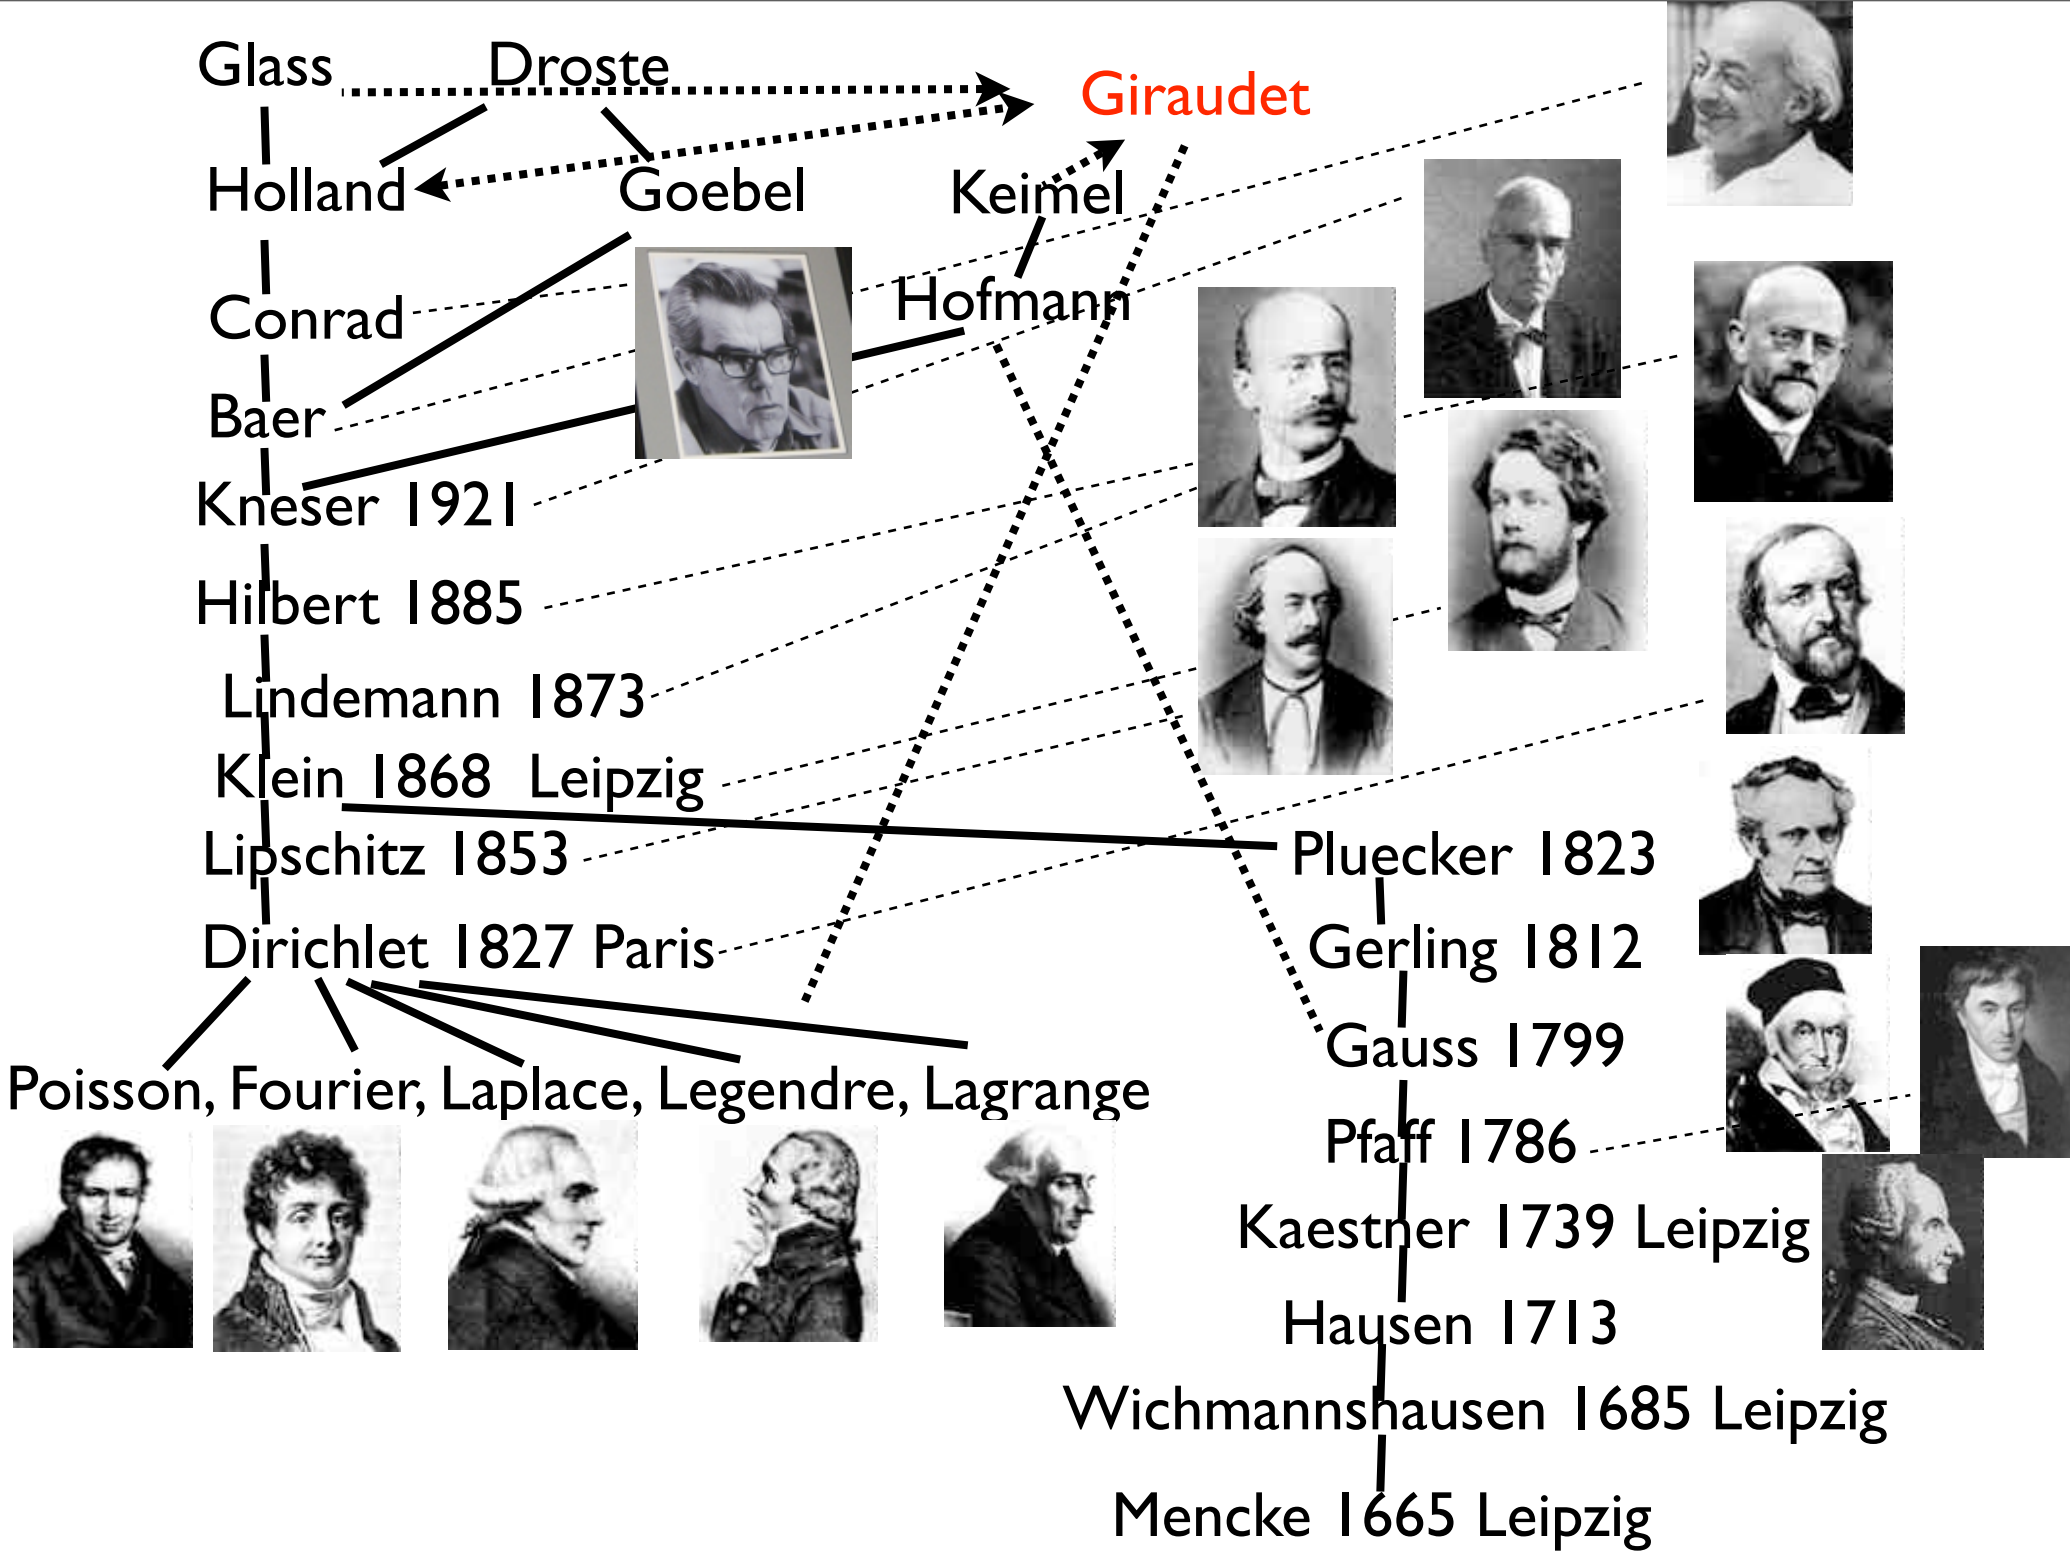 Glass
Droste
Giraudet
Holland
Goebel
Keimel
Conrad
Hofmann
Baer
Kneser 1921
Hilbert 1885
Lindemann 1873
Klein 1868 Leipzig
Lipschitz 1853
Pluecker 1823
Dirichlet 1827 Paris
Gerling 1812
Gauss 1799
Poisson, Fourier, Laplace, Legendre, Lagrange
Pfaff 1786
Kaestner 1739 Leipzig
Hausen 1713
Wichmannshausen 1685 Leipzig
Mencke 1665 Leipzig